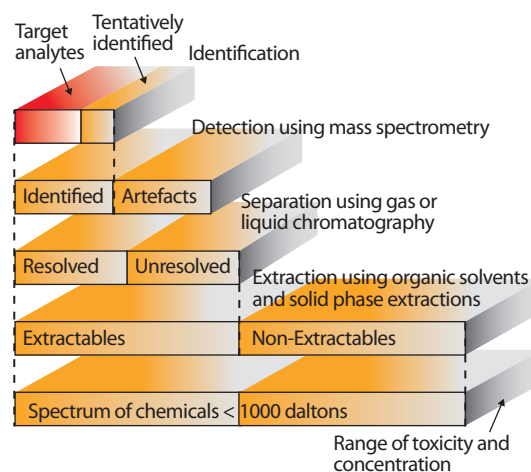 Target
analytes
Tentatively
identified
Identification
Detection using mass spectrometry
Identified
Artefacts
Separation using gas or
liquid chromatography
Resolved
Unresolved
Extraction using organic solvents
and solid phase extractions
Extractables
Non-Extractables
Spectrum of chemicals < 1000 daltons
Range of toxicity and
concentration